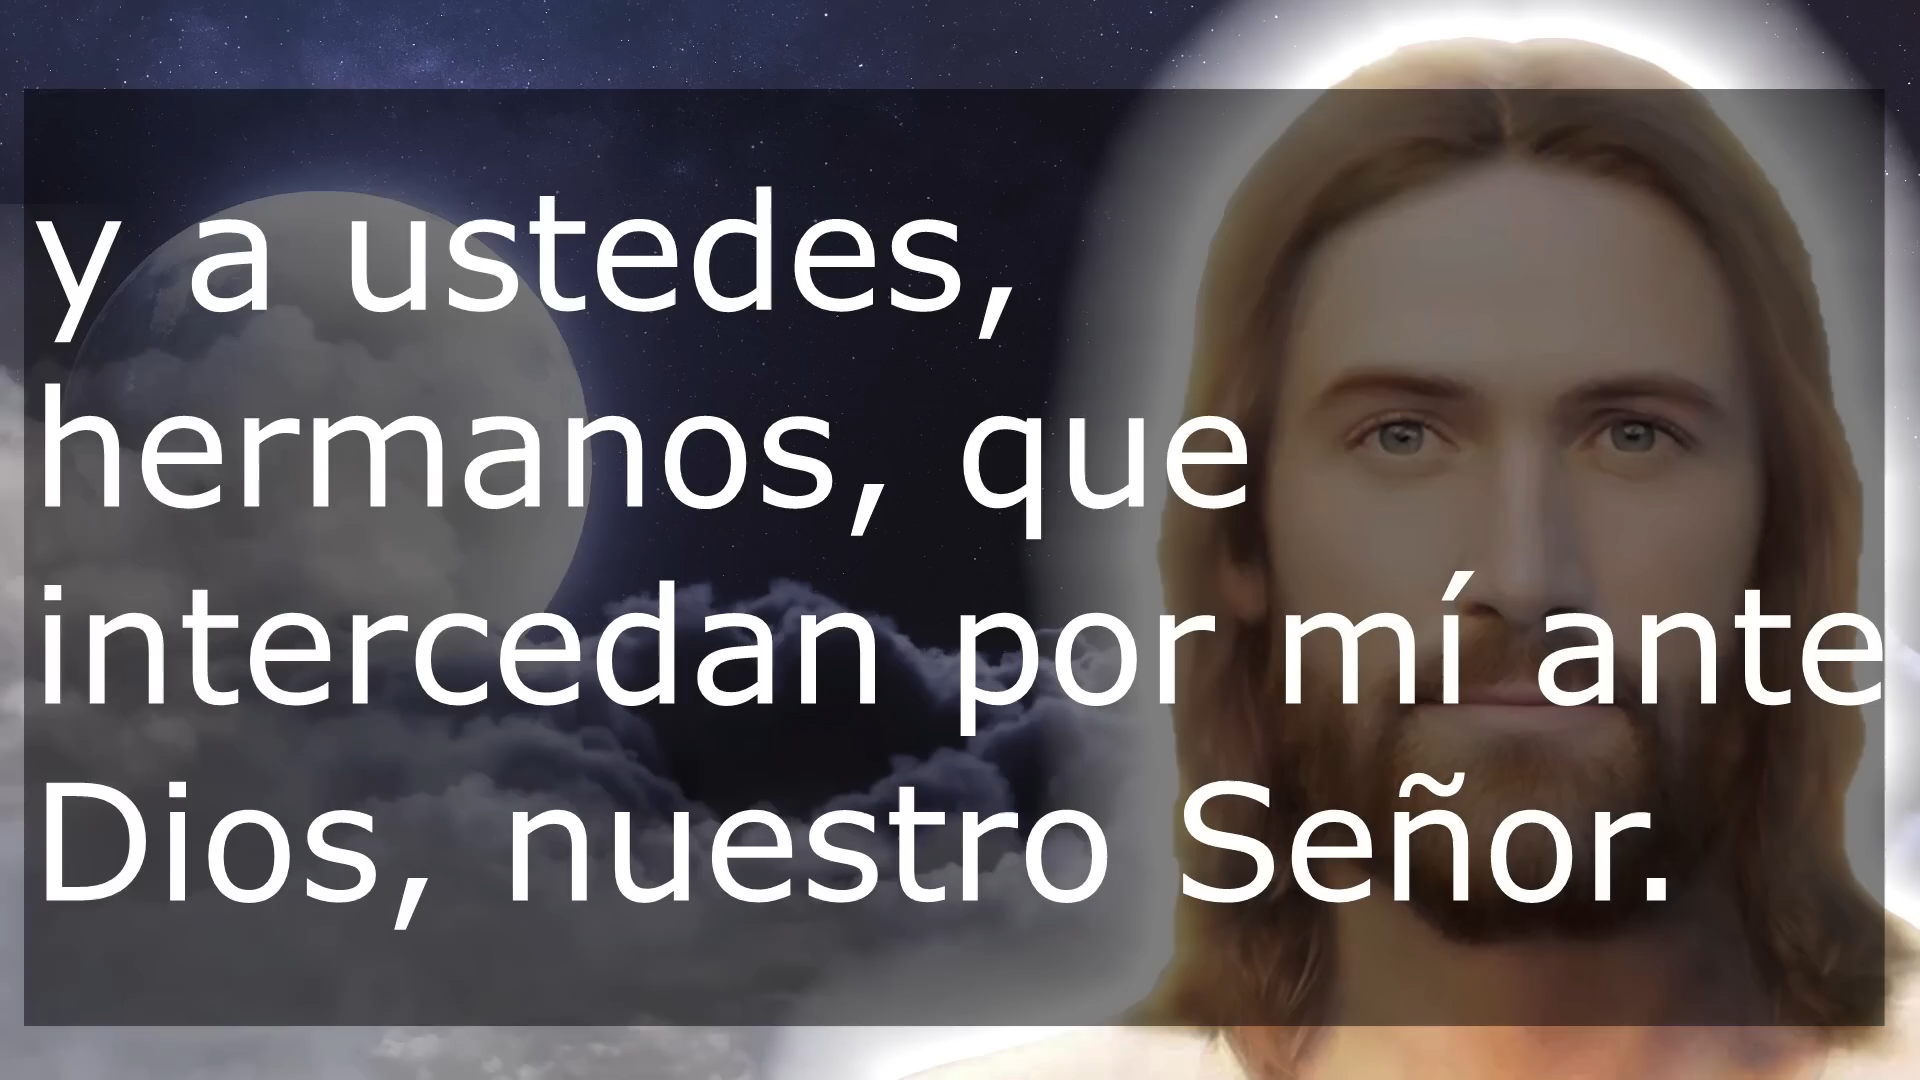 y a ustedes,
hermanos, que
intercedan por mí ante
Dios, nuestro Señor.